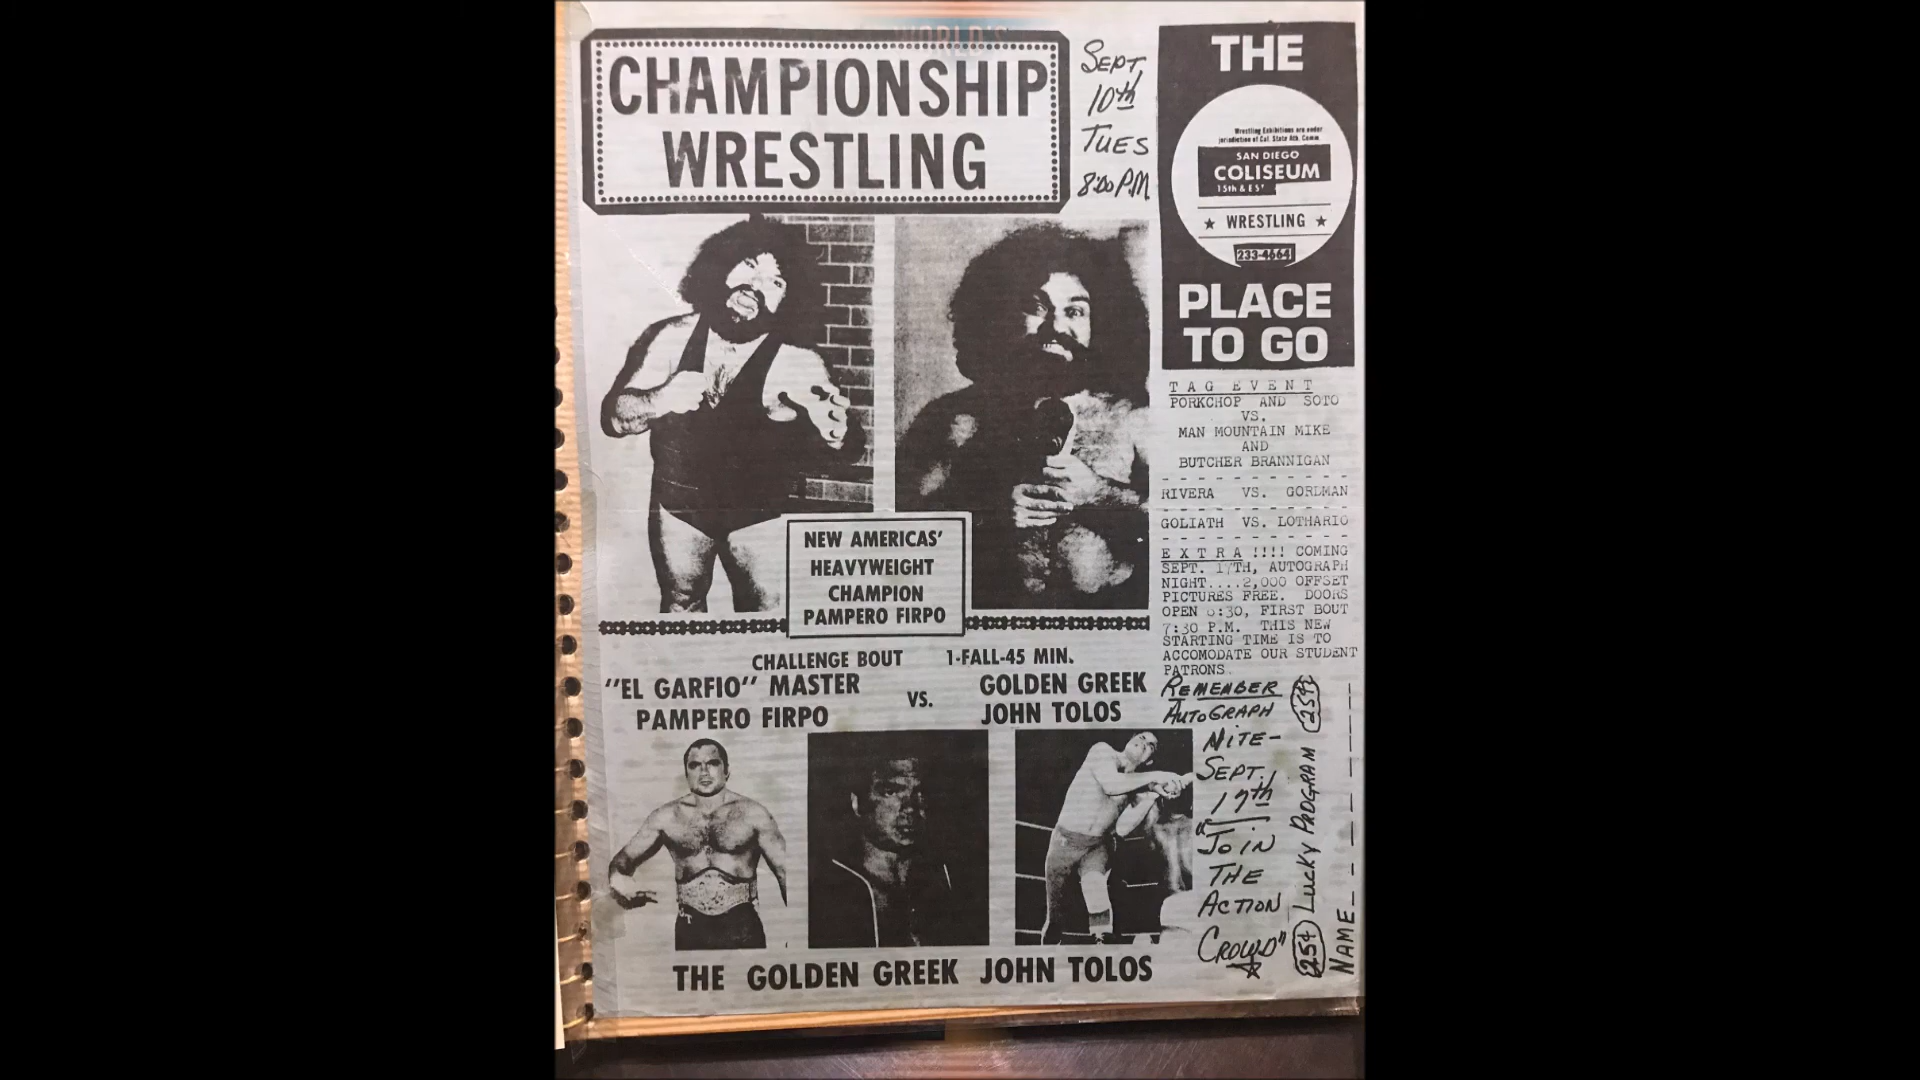 CHAMPIONSHIP
WRESTLING
SEPT
10th
TUES
8:00 P.M.
THE
Wrestling Exhibitions are under
jurisdiction of Cal. State Ath. Comm.
SAN DIEGO
COLISEUM
15th & E ST
★ WRESTLING ★
233-4664
PLACE
TO GO
NEW AMERICAS'
HEAVYWEIGHT
CHAMPION
PAMPERO FIRPO
CHALLENGE BOUT 1-FALL-45 MIN.
"EL GARFIO" MASTER
PAMPERO FIRPO
VS.
GOLDEN GREEK
JOHN TOLOS
THE GOLDEN GREEK JOHN TOLOS
TAG EVENT
PORKCHOP AND SOTO
VS.
MAN MOUNTAIN MIKE
AND
BUTCHER BRANNIGAN
RIVERA VS. GORDMAN
GOLIATH VS. LOTHARIO
EXTRA!!!! COMING
SEPT. 17TH, AUTOGRAPH
NIGHT....2,000 OFFSET
PICTURES FREE. DOORS
OPEN 6:30, FIRST BOUT
7:30 P.M. THIS NEW
STARTING TIME IS TO
ACCOMODATE OUR STUDENT
PATRONS.
REMEMBER
AUTOGRAPH
NITE-
SEPT.
17th
"JOIN
THE
ACTION
CROWD"
25¢ LUCKY PROGRAM 25¢
NAME